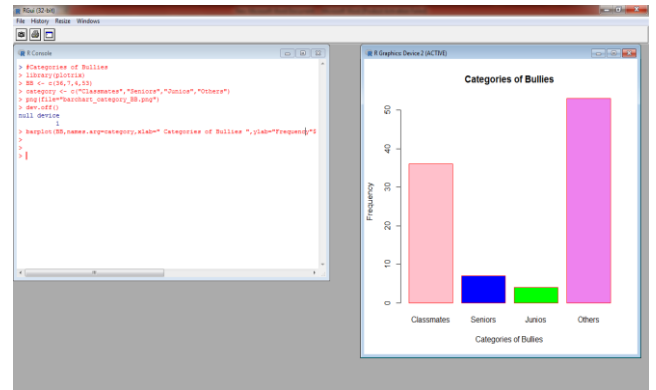 RGui (32-bit)
File History Resize Windows
R Console
> #Categories of Bullies
> library(plotrix)
> BB <- c(36,7,4,53)
> category <- c("Classmates","Seniors","Junios","Others")
> png(file="barchart_category_BB.png")
> dev.off()
null device
1
> barplot(BB,names.arg=category,xlab=" Categories of Bullies ",ylab="Frequency"$
>
>
>
R Graphics: Device 2 (ACTIVE)
Categories of Bullies
Frequency
50
40
30
20
10
0
Classmates Seniors Junios Others
Categories of Bullies